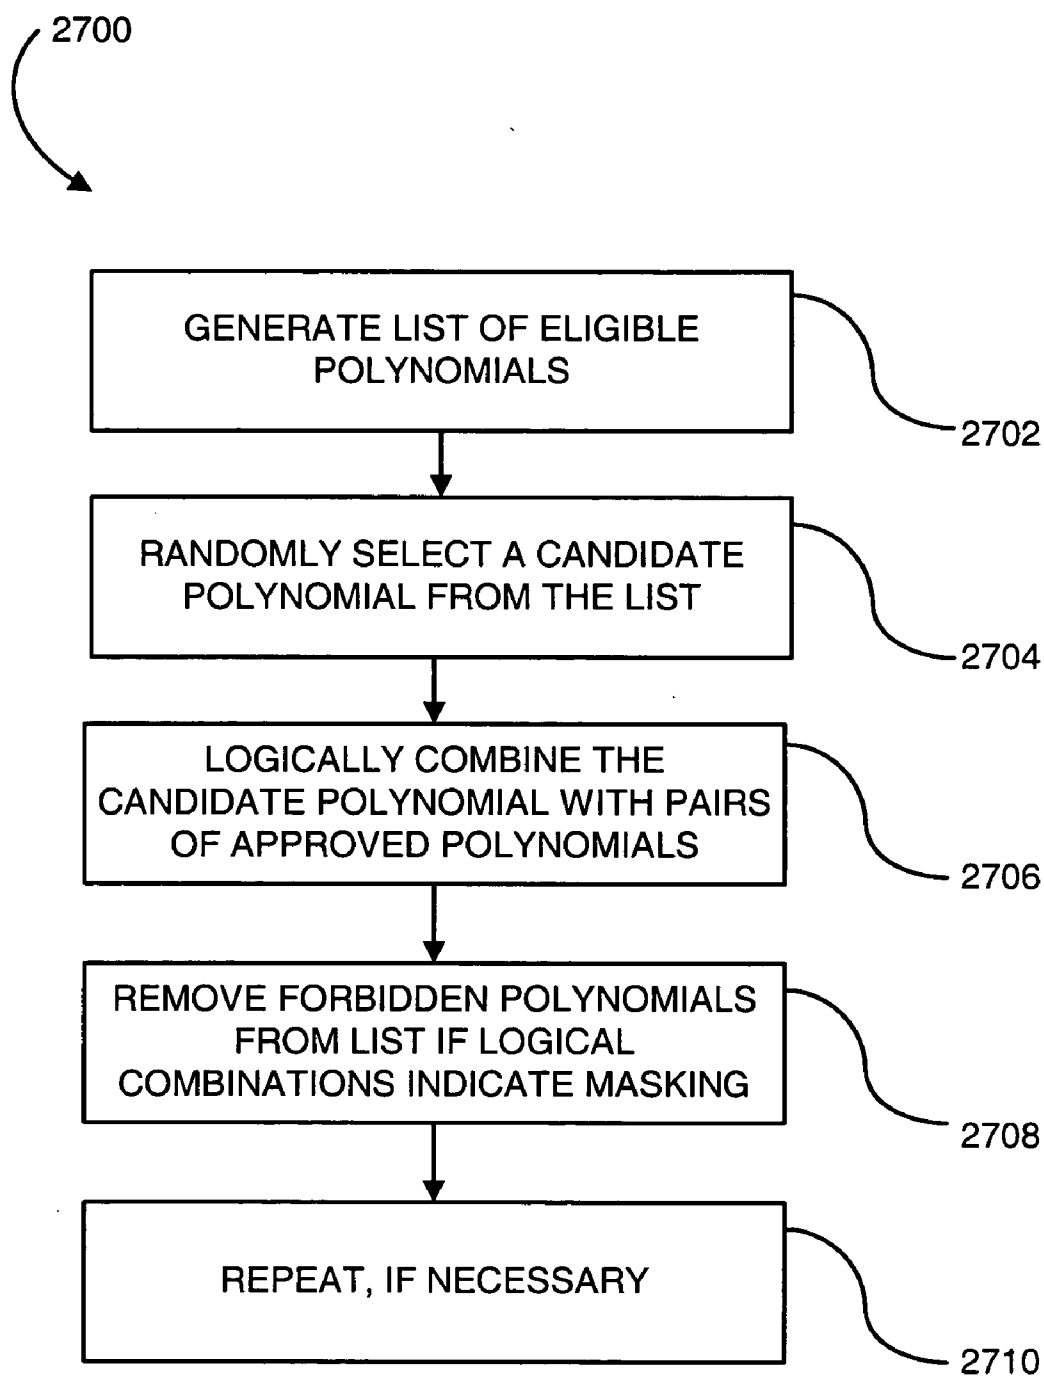 2700
GENERATE LIST OF ELIGIBLE
POLYNOMIALS
2702
RANDOMLY SELECT A CANDIDATE
POLYNOMIAL FROM THE LIST
2704
LOGICALLY COMBINE THE
CANDIDATE POLYNOMIAL WITH PAIRS
OF APPROVED POLYNOMIALS
2706
REMOVE FORBIDDEN POLYNOMIALS
FROM LIST IF LOGICAL
COMBINATIONS INDICATE MASKING
2708
REPEAT, IF NECESSARY
2710